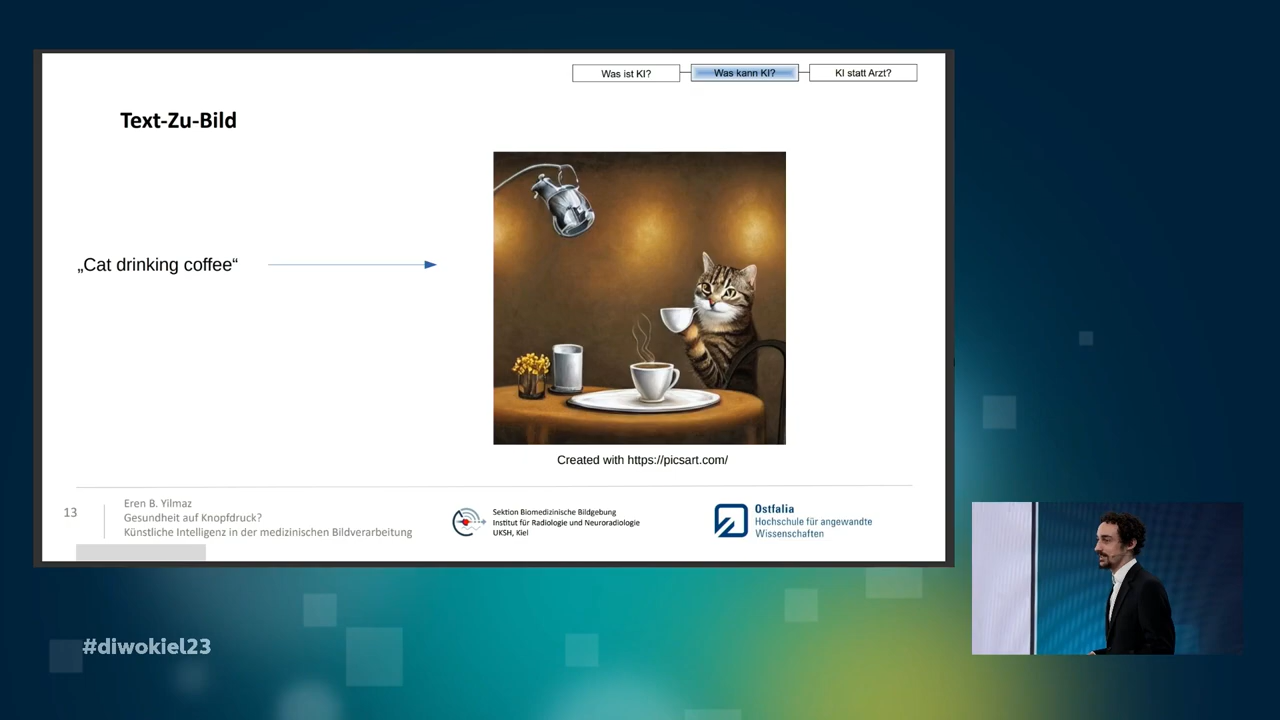 Was ist KI?
Was kann KI?
KI statt Arzt?
Text-Zu-Bild
„Cat drinking coffee“
Created with https://picsart.com/
13
Eren B. Yilmaz
Gesundheit auf Knopfdruck?
Künstliche Intelligenz in der medizinischen Bildverarbeitung
Sektion Biomedizinische Bildgebung
Institut für Radiologie und Neuroradiologie
UKSH, Kiel
Ostfalia
Hochschule für angewandte
Wissenschaften
#diwokiel23